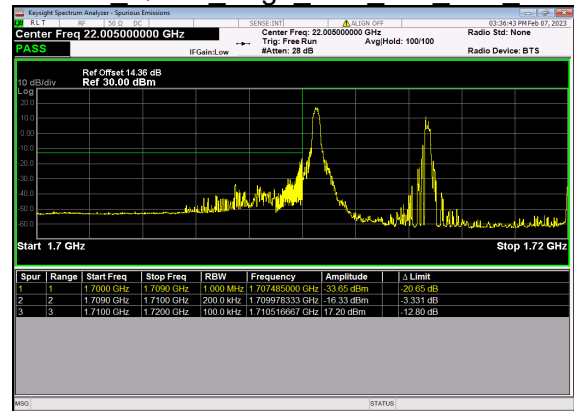 Keysight Spectrum Analyzer - Spurious Emissions
RL T RF 50 Ω DC SENSE:INT ALIGN OFF 03:36:43 PM Feb 07, 2023
Center Freq 22.005000000 GHz Center Freq: 22.005000000 GHz Radio Std: None
Trig: Free Run Avg|Hold: 100/100
PASS IFGain:Low #Atten: 28 dB Radio Device: BTS
Ref Offset 14.36 dB
10 dB/div Ref 30.00 dBm
Log
20.0
10.0
0.00
-10.0
-20.0
-30.0
-40.0
-50.0
-60.0
Start 1.7 GHz Stop 1.72 GHz
Spur Range Start Freq Stop Freq RBW Frequency Amplitude Δ Limit
1 1 1.7000 GHz 1.7090 GHz 1.000 MHz 1.707485000 GHz -33.65 dBm -20.65 dB
2 2 1.7090 GHz 1.7100 GHz 200.0 kHz 1.709978333 GHz -16.33 dBm -3.331 dB
3 3 1.7100 GHz 1.7200 GHz 100.0 kHz 1.710516667 GHz 17.20 dBm -12.80 dB
MSG STATUS